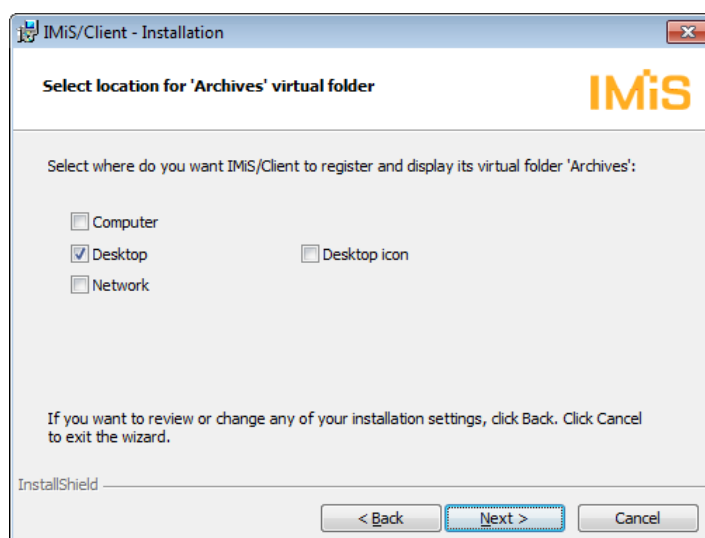 IMiS/Client - Installation
Select location for 'Archives' virtual folder
IMiS
Select where do you want IMiS/Client to register and display its virtual folder 'Archives':
Computer
Desktop
Desktop icon
Network
If you want to review or change any of your installation settings, click Back. Click Cancel
to exit the wizard.
InstallShield
< Back
Next >
Cancel